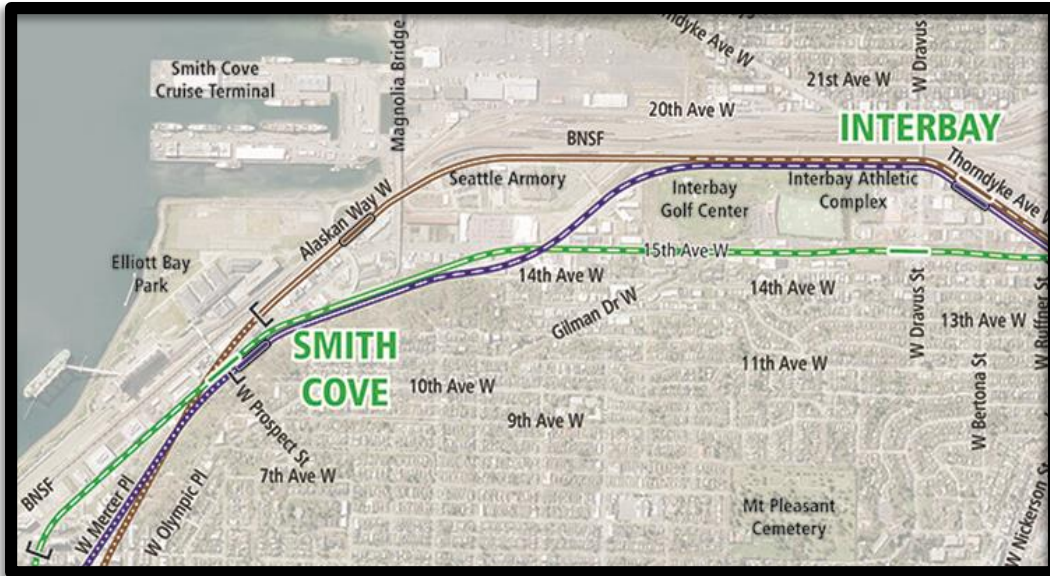 Thorndyke Ave W
Magnolia Bridge
W Dravus St
Smith Cove
Cruise Terminal
21st Ave W
20th Ave W
INTERBAY
BNSF
Thorndyke Ave W
Seattle Armory
Interbay
Golf Center
Interbay Athletic
Complex
Alaskan Way W
15th Ave W
Elliott Bay
Park
14th Ave W
14th Ave W
Gilman Dr W
W Dravus St
13th Ave W
W Ruffner St
SMITH
COVE
11th Ave W
10th Ave W
W Bertona St
9th Ave W
W Prospect St
7th Ave W
BNSF
W Mercer Pl
W Olympic Pl
Mt Pleasant
Cemetery
W Nickerson St